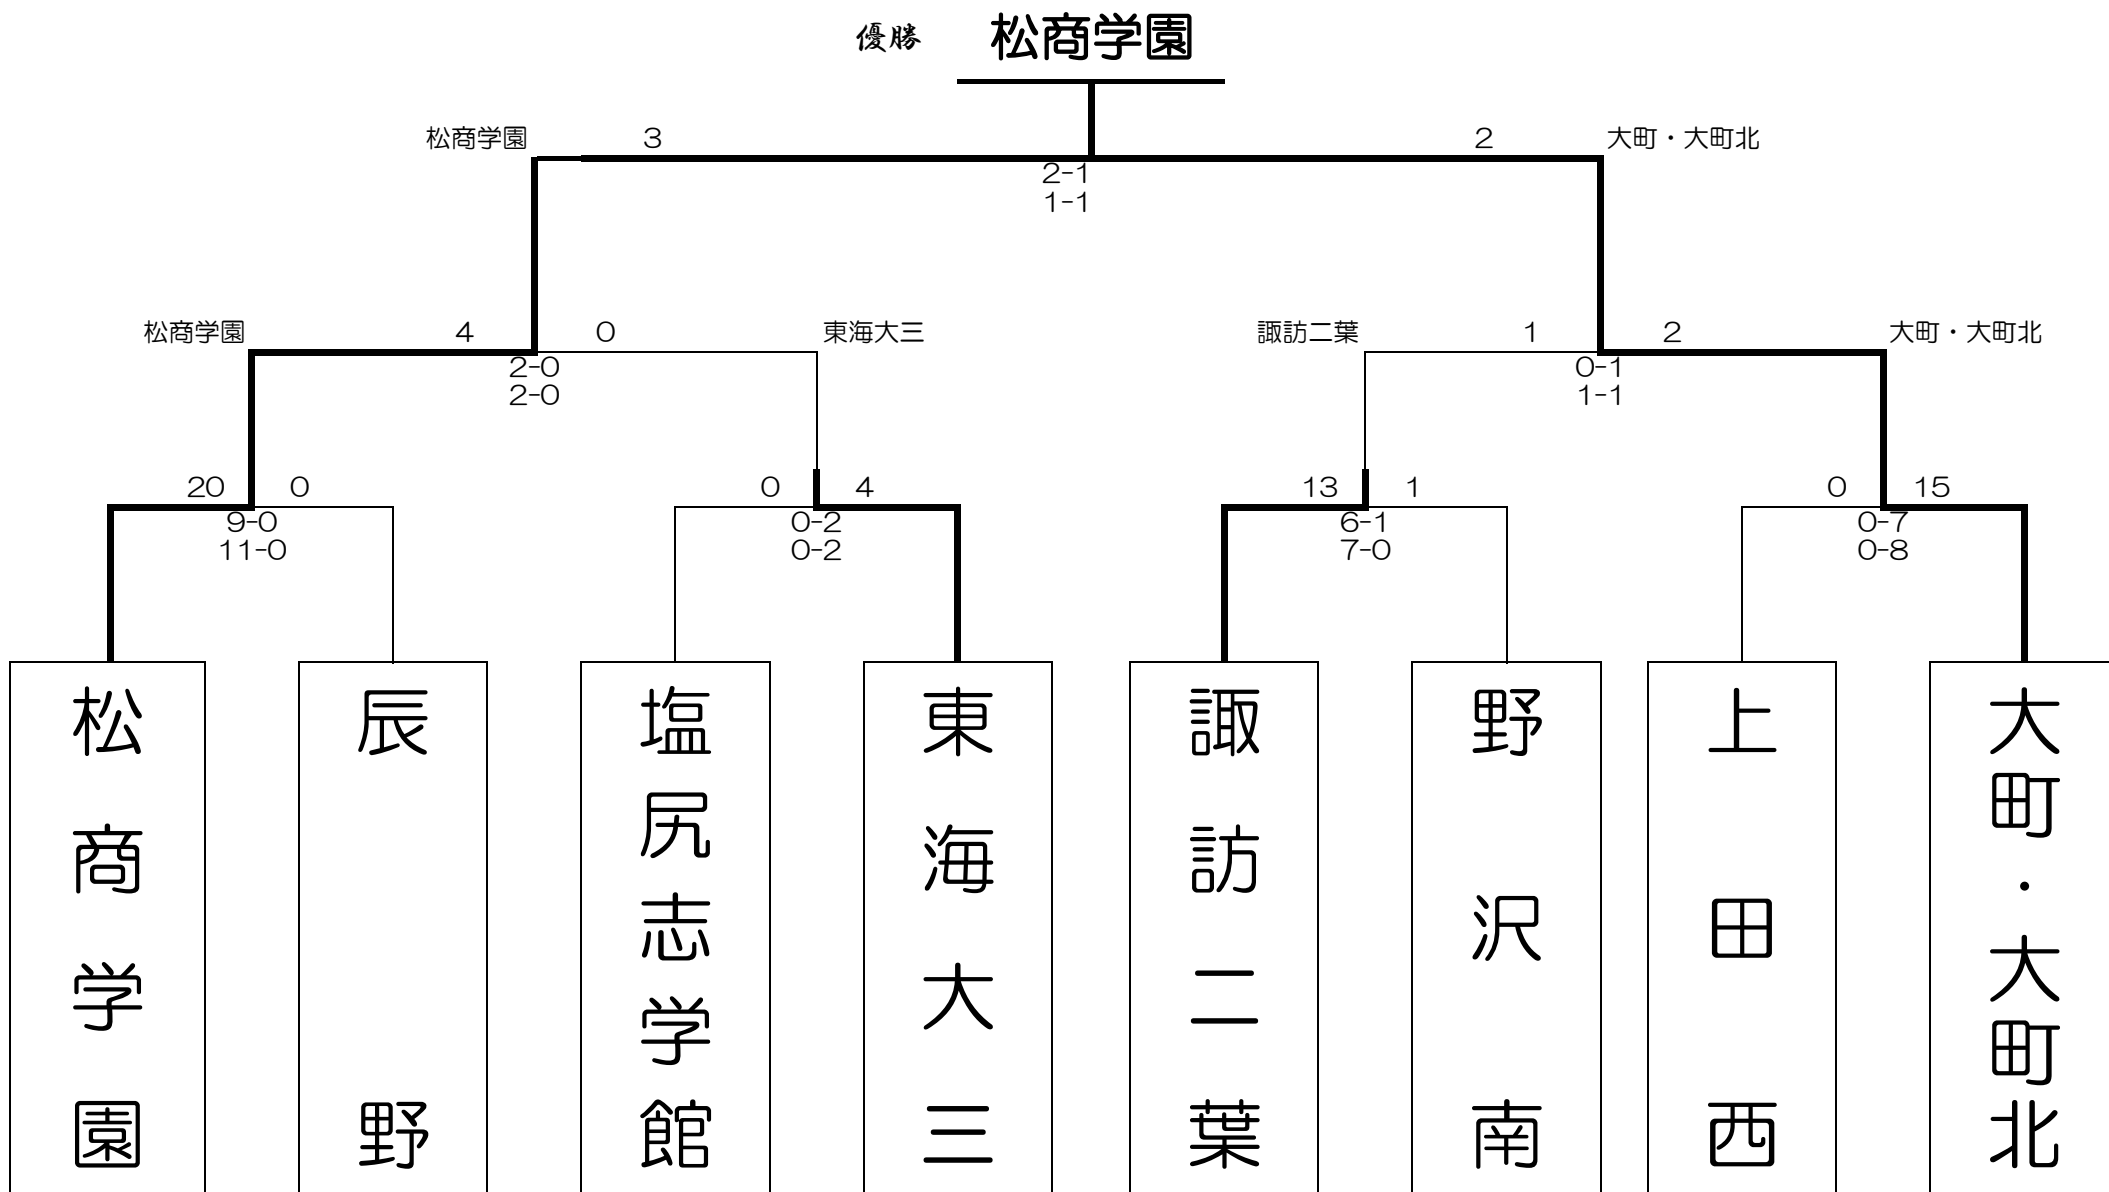 優勝 松商学園
松商学園 3 2 大町・大町北
2-1
1-1
松商学園 4 0 東海大三 諏訪二葉 1 2 大町・大町北
2-0 0-1
2-0 1-1
20 0 0 4 13 1 0 15
9-0 0-2 6-1 0-7
11-0 0-2 7-0 0-8
松商学園
辰野
塩尻志学館
東海大三
諏訪二葉
野沢南
上田西
大町・大町北